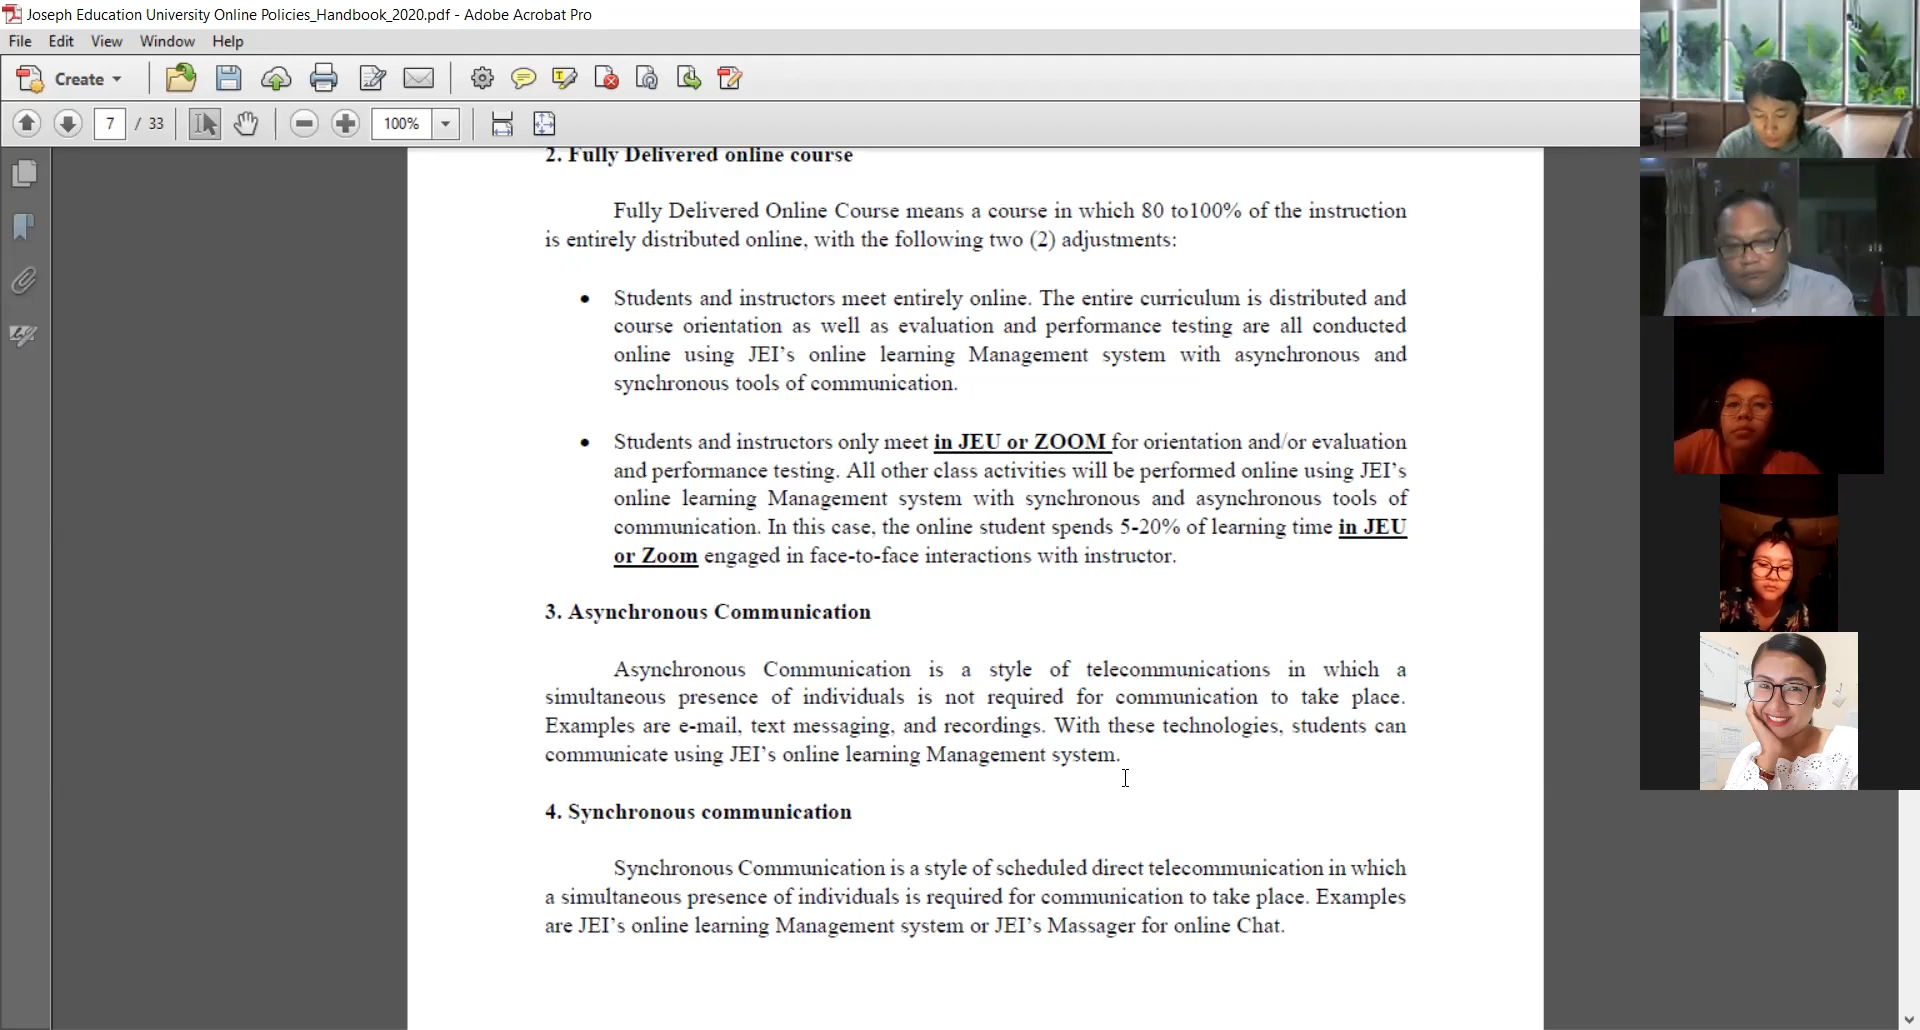 Joseph Education University Online Policies_Handbook_2020.pdf - Adobe Acrobat Pro
File Edit View Window Help
Create
7 / 33 100%
2. Fully Delivered online course
Fully Delivered Online Course means a course in which 80 to100% of the instruction
is entirely distributed online, with the following two (2) adjustments:
• Students and instructors meet entirely online. The entire curriculum is distributed and
course orientation as well as evaluation and performance testing are all conducted
online using JEI’s online learning Management system with asynchronous and
synchronous tools of communication.
• Students and instructors only meet in JEU or ZOOM for orientation and/or evaluation
and performance testing. All other class activities will be performed online using JEI’s
online learning Management system with synchronous and asynchronous tools of
communication. In this case, the online student spends 5-20% of learning time in JEU
or Zoom engaged in face-to-face interactions with instructor.
3. Asynchronous Communication
Asynchronous Communication is a style of telecommunications in which a
simultaneous presence of individuals is not required for communication to take place.
Examples are e-mail, text messaging, and recordings. With these technologies, students can
communicate using JEI’s online learning Management system.
4. Synchronous communication
Synchronous Communication is a style of scheduled direct telecommunication in which
a simultaneous presence of individuals is required for communication to take place. Examples
are JEI’s online learning Management system or JEI’s Massager for online Chat.